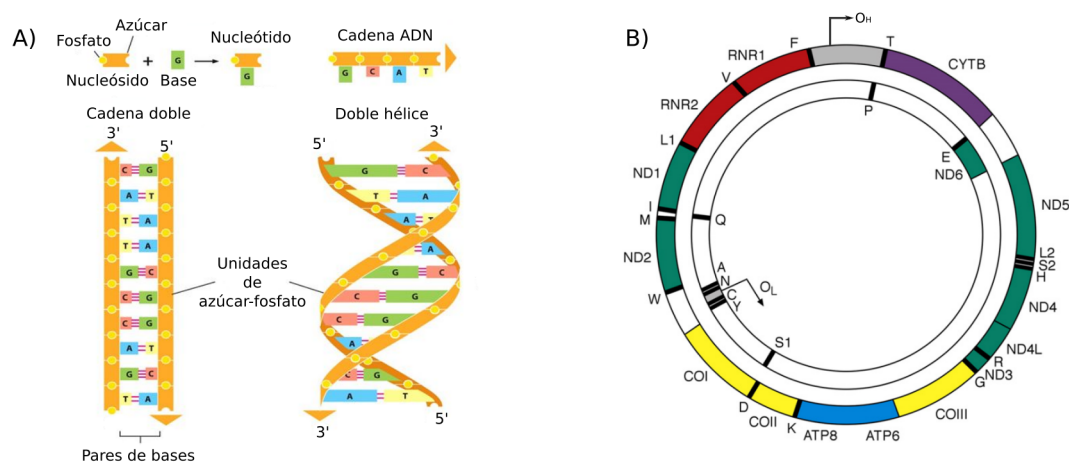 A)
Fosfato
Azúcar
Nucleósido
+
G
Base
Nucleótido
G
Cadena ADN
G C A T
Cadena doble
3' 5'
C G
A T
T A
T A
G C
C G
C G
A T
G C
T A
Pares de bases
Unidades
de
azúcar-fosfato
Doble hélice
5' 3'
G C
T A
A T
A
G C
C G
C G
A
C G
A T
3' 5'
B)
OH
F
T
RNR1
CYTB
V
RNR2
P
L1
E
ND6
ND1
ND5
I
M
Q
L2
S2
H
ND2
A
N
C
Y
OL
W
ND4
S1
ND4L
R
ND3
G
COI
D
COII
K
ATP8
ATP6
COIII